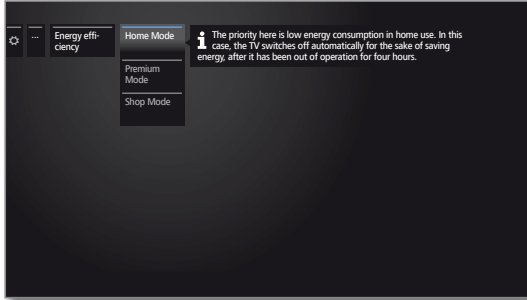 ...
Energy effi-
ciency
Home Mode
Premium
Mode
Shop Mode
The priority here is low energy consumption in home use. In this
case, the TV switches off automatically for the sake of saving
energy, after it has been out of operation for four hours.